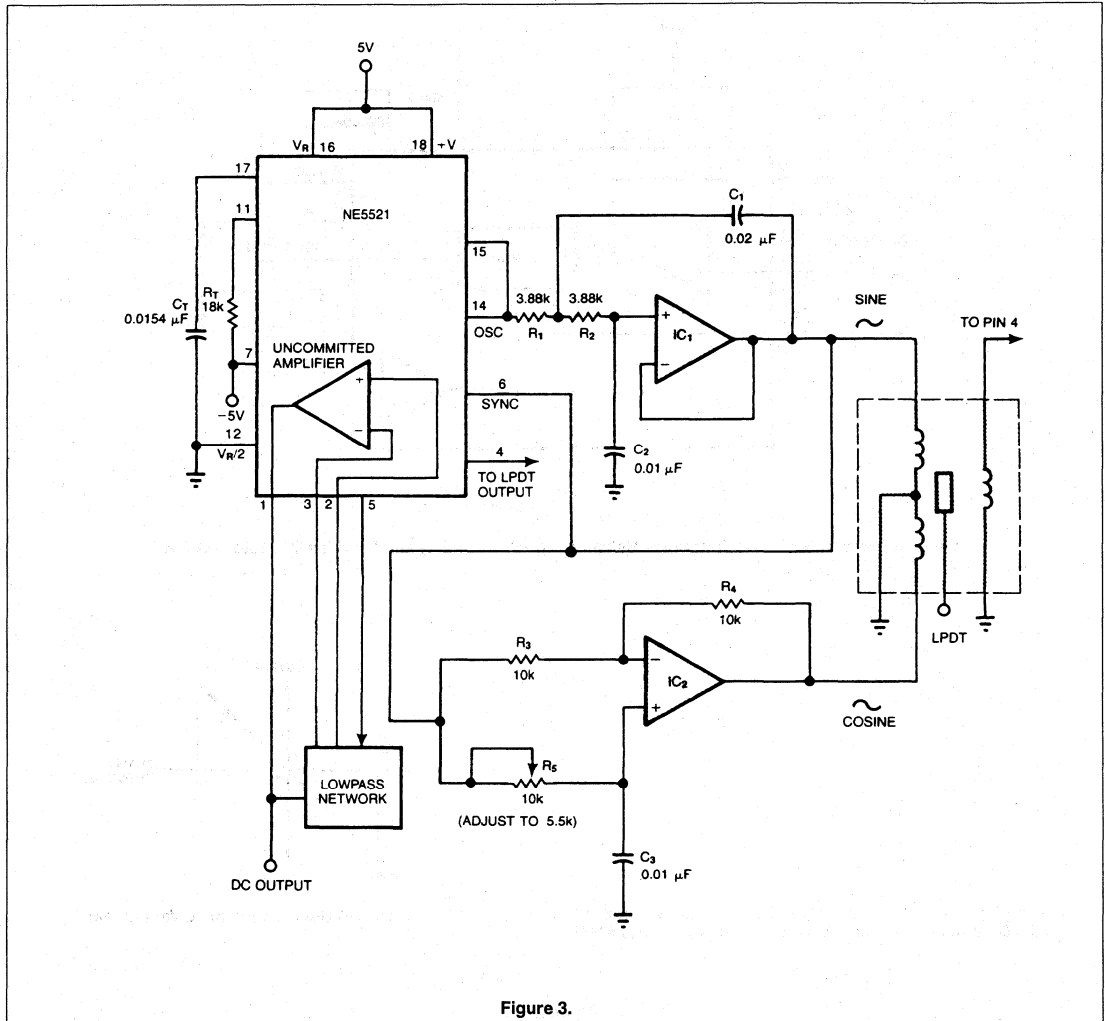 5V
VR 16
18 +V
17
11
NE5521
C1
0.02 µF
15
RT
18k
CT
0.0154 µF
14
OSC
3.88k
R1
3.88k
R2
+
IC1
−
SINE
TO PIN 4
UNCOMMITTED
AMPLIFIER
+
−
7
−5V
6
SYNC
12
VR/2
C2
0.01 µF
4
TO LPDT
OUTPUT
1
3
2
5
R4
10k
LPDT
R3
10k
−
IC2
+
COSINE
R5
10k
(ADJUST TO 5.5k)
LOWPASS
NETWORK
C3
0.01 µF
DC OUTPUT
Figure 3.